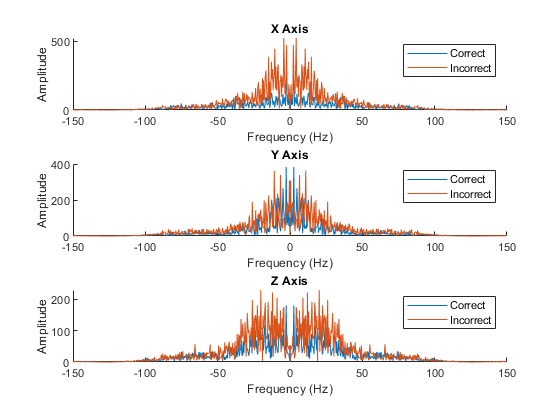 X Axis
500
0
Amplitude
Correct
Incorrect
-150 -100 -50 0 50 100 150
Frequency (Hz)
Y Axis
400
200
0
Amplitude
Correct
Incorrect
-150 -100 -50 0 50 100 150
Frequency (Hz)
Z Axis
200
100
0
Amplitude
Correct
Incorrect
-150 -100 -50 0 50 100 150
Frequency (Hz)